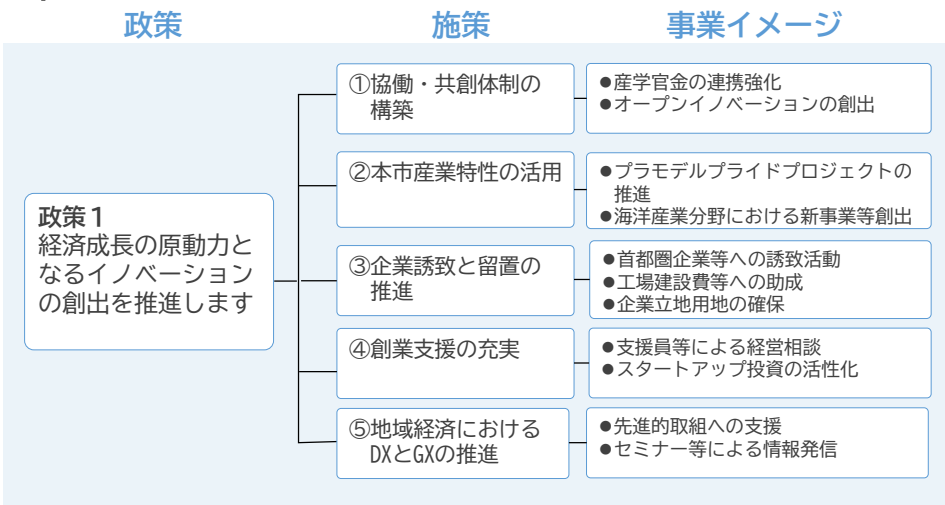 政策
施策
事業イメージ
政策１
経済成長の原動力と
なるイノベーション
の創出を推進します
①協働・共創体制の
構築
●産学官金の連携強化
●オープンイノベーションの創出
②本市産業特性の活用
●プラモデルプライドプロジェクトの
推進
●海洋産業分野における新事業等創出
③企業誘致と留置の
推進
●首都圏企業等への誘致活動
●工場建設費等への助成
●企業立地用地の確保
④創業支援の充実
●支援員等による経営相談
●スタートアップ投資の活性化
⑤地域経済における
DXとGXの推進
●先進的取組への支援
●セミナー等による情報発信